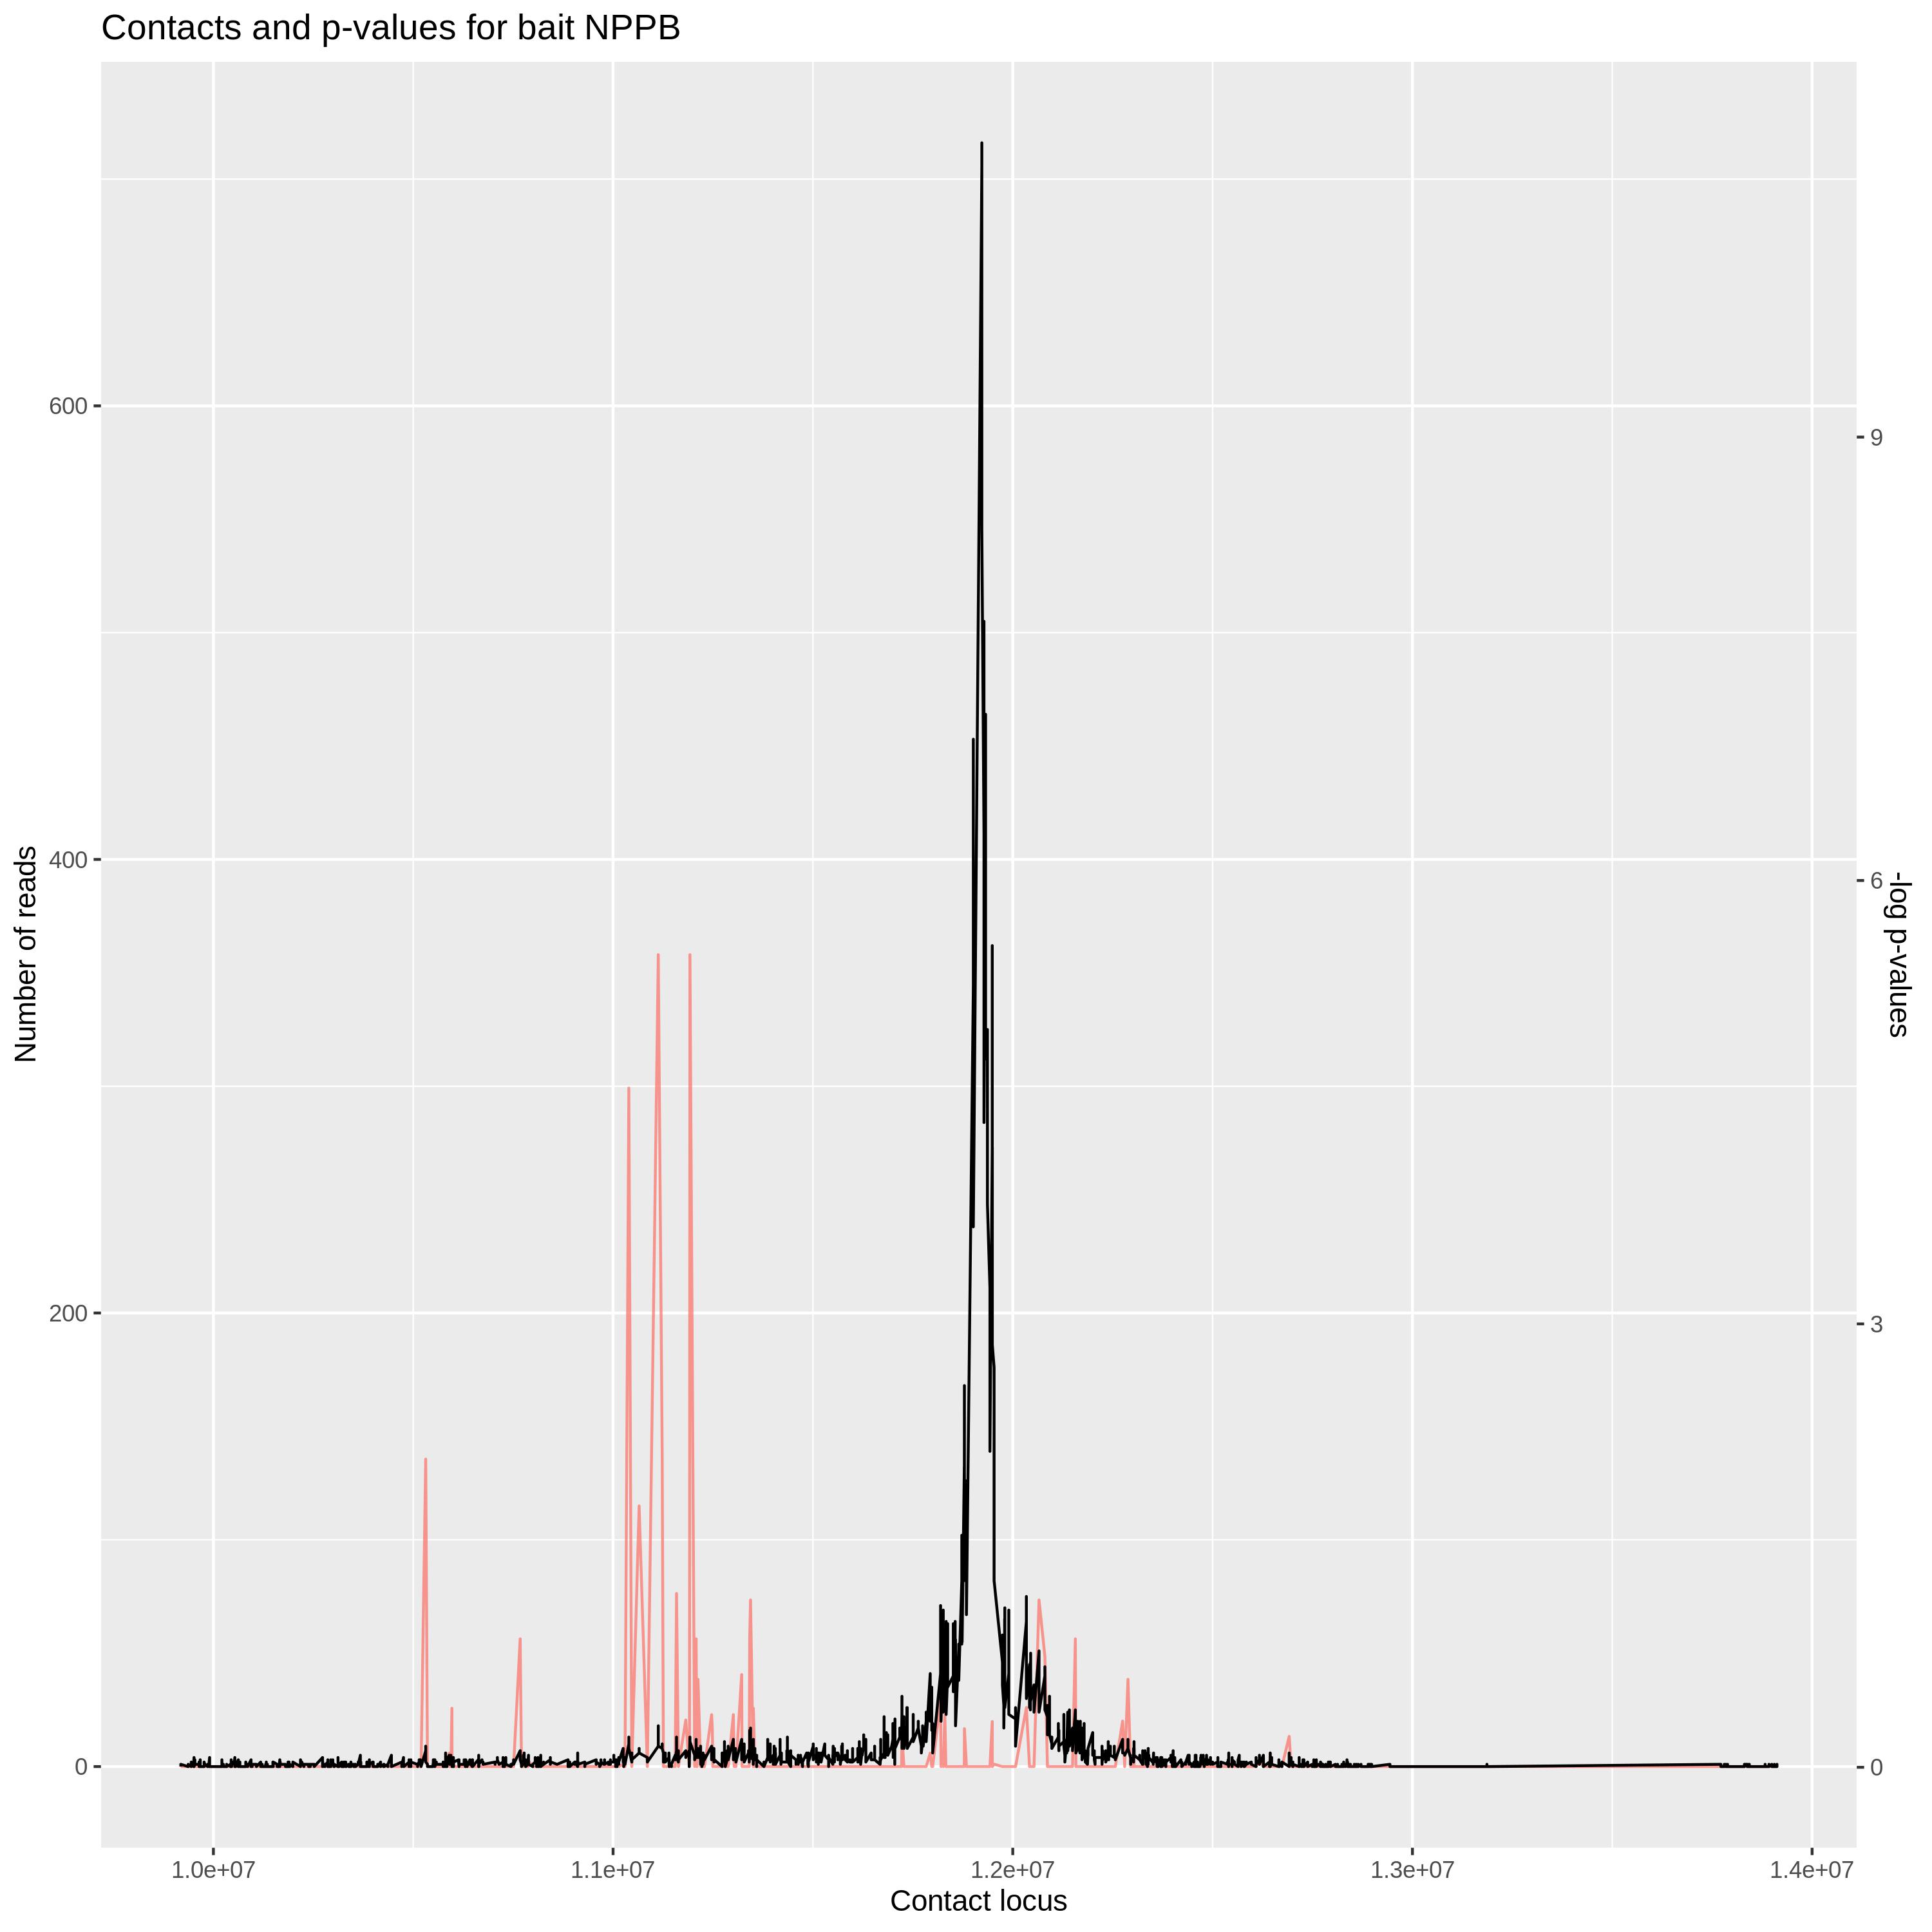 Contacts and p-values for bait NPPB
600
400
200
0
9
6
3
0
Number of reads
-log p-values
1.0e+07 1.1e+07 1.2e+07 1.3e+07 1.4e+07
Contact locus